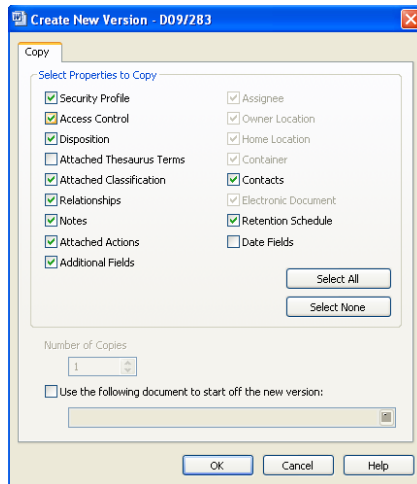 Create New Version - D09/283
Copy
Select Properties to Copy
Security Profile
Assignee
Access Control
Owner Location
Disposition
Home Location
Attached Thesaurus Terms
Container
Attached Classification
Contacts
Relationships
Electronic Document
Notes
Retention Schedule
Attached Actions
Date Fields
Additional Fields
Select All
Select None
Number of Copies
1
Use the following document to start off the new version:
OK
Cancel
Help